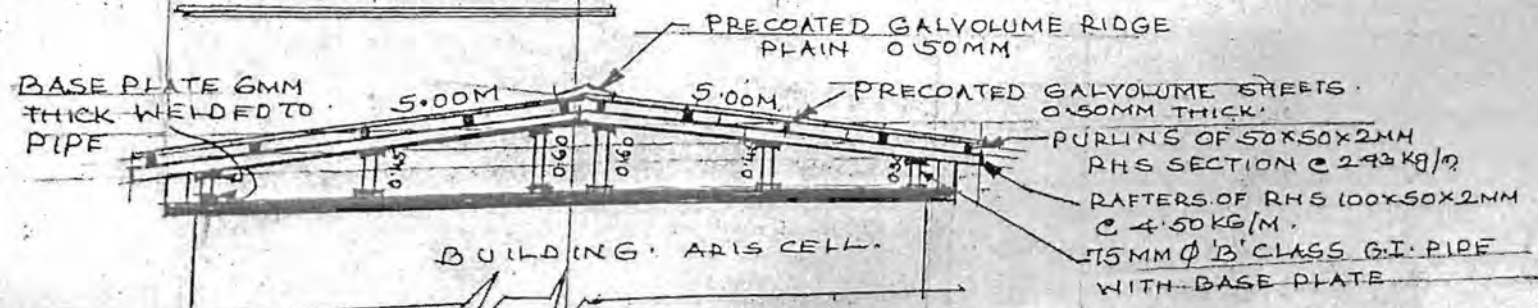 PRECOATED GALVOLUME RIDGE
PLAIN 0.50MM
BASE PLATE 6MM
THICK WELDED TO
PIPE
5.00M
5.00M
PRECOATED GALVOLUME SHEETS.
0.50MM THICK.
PURLINS OF 50x50x2MM
RHS SECTION @ 2.93 Kg/
RAFTERS OF RHS 100x50x2MM
@ 4.50 KG/M.
75MM Ø 'B' CLASS G.I. PIPE
WITH BASE PLATE
0.45
0.60
0.60
0.45
BUILDING. ARIS CELL.